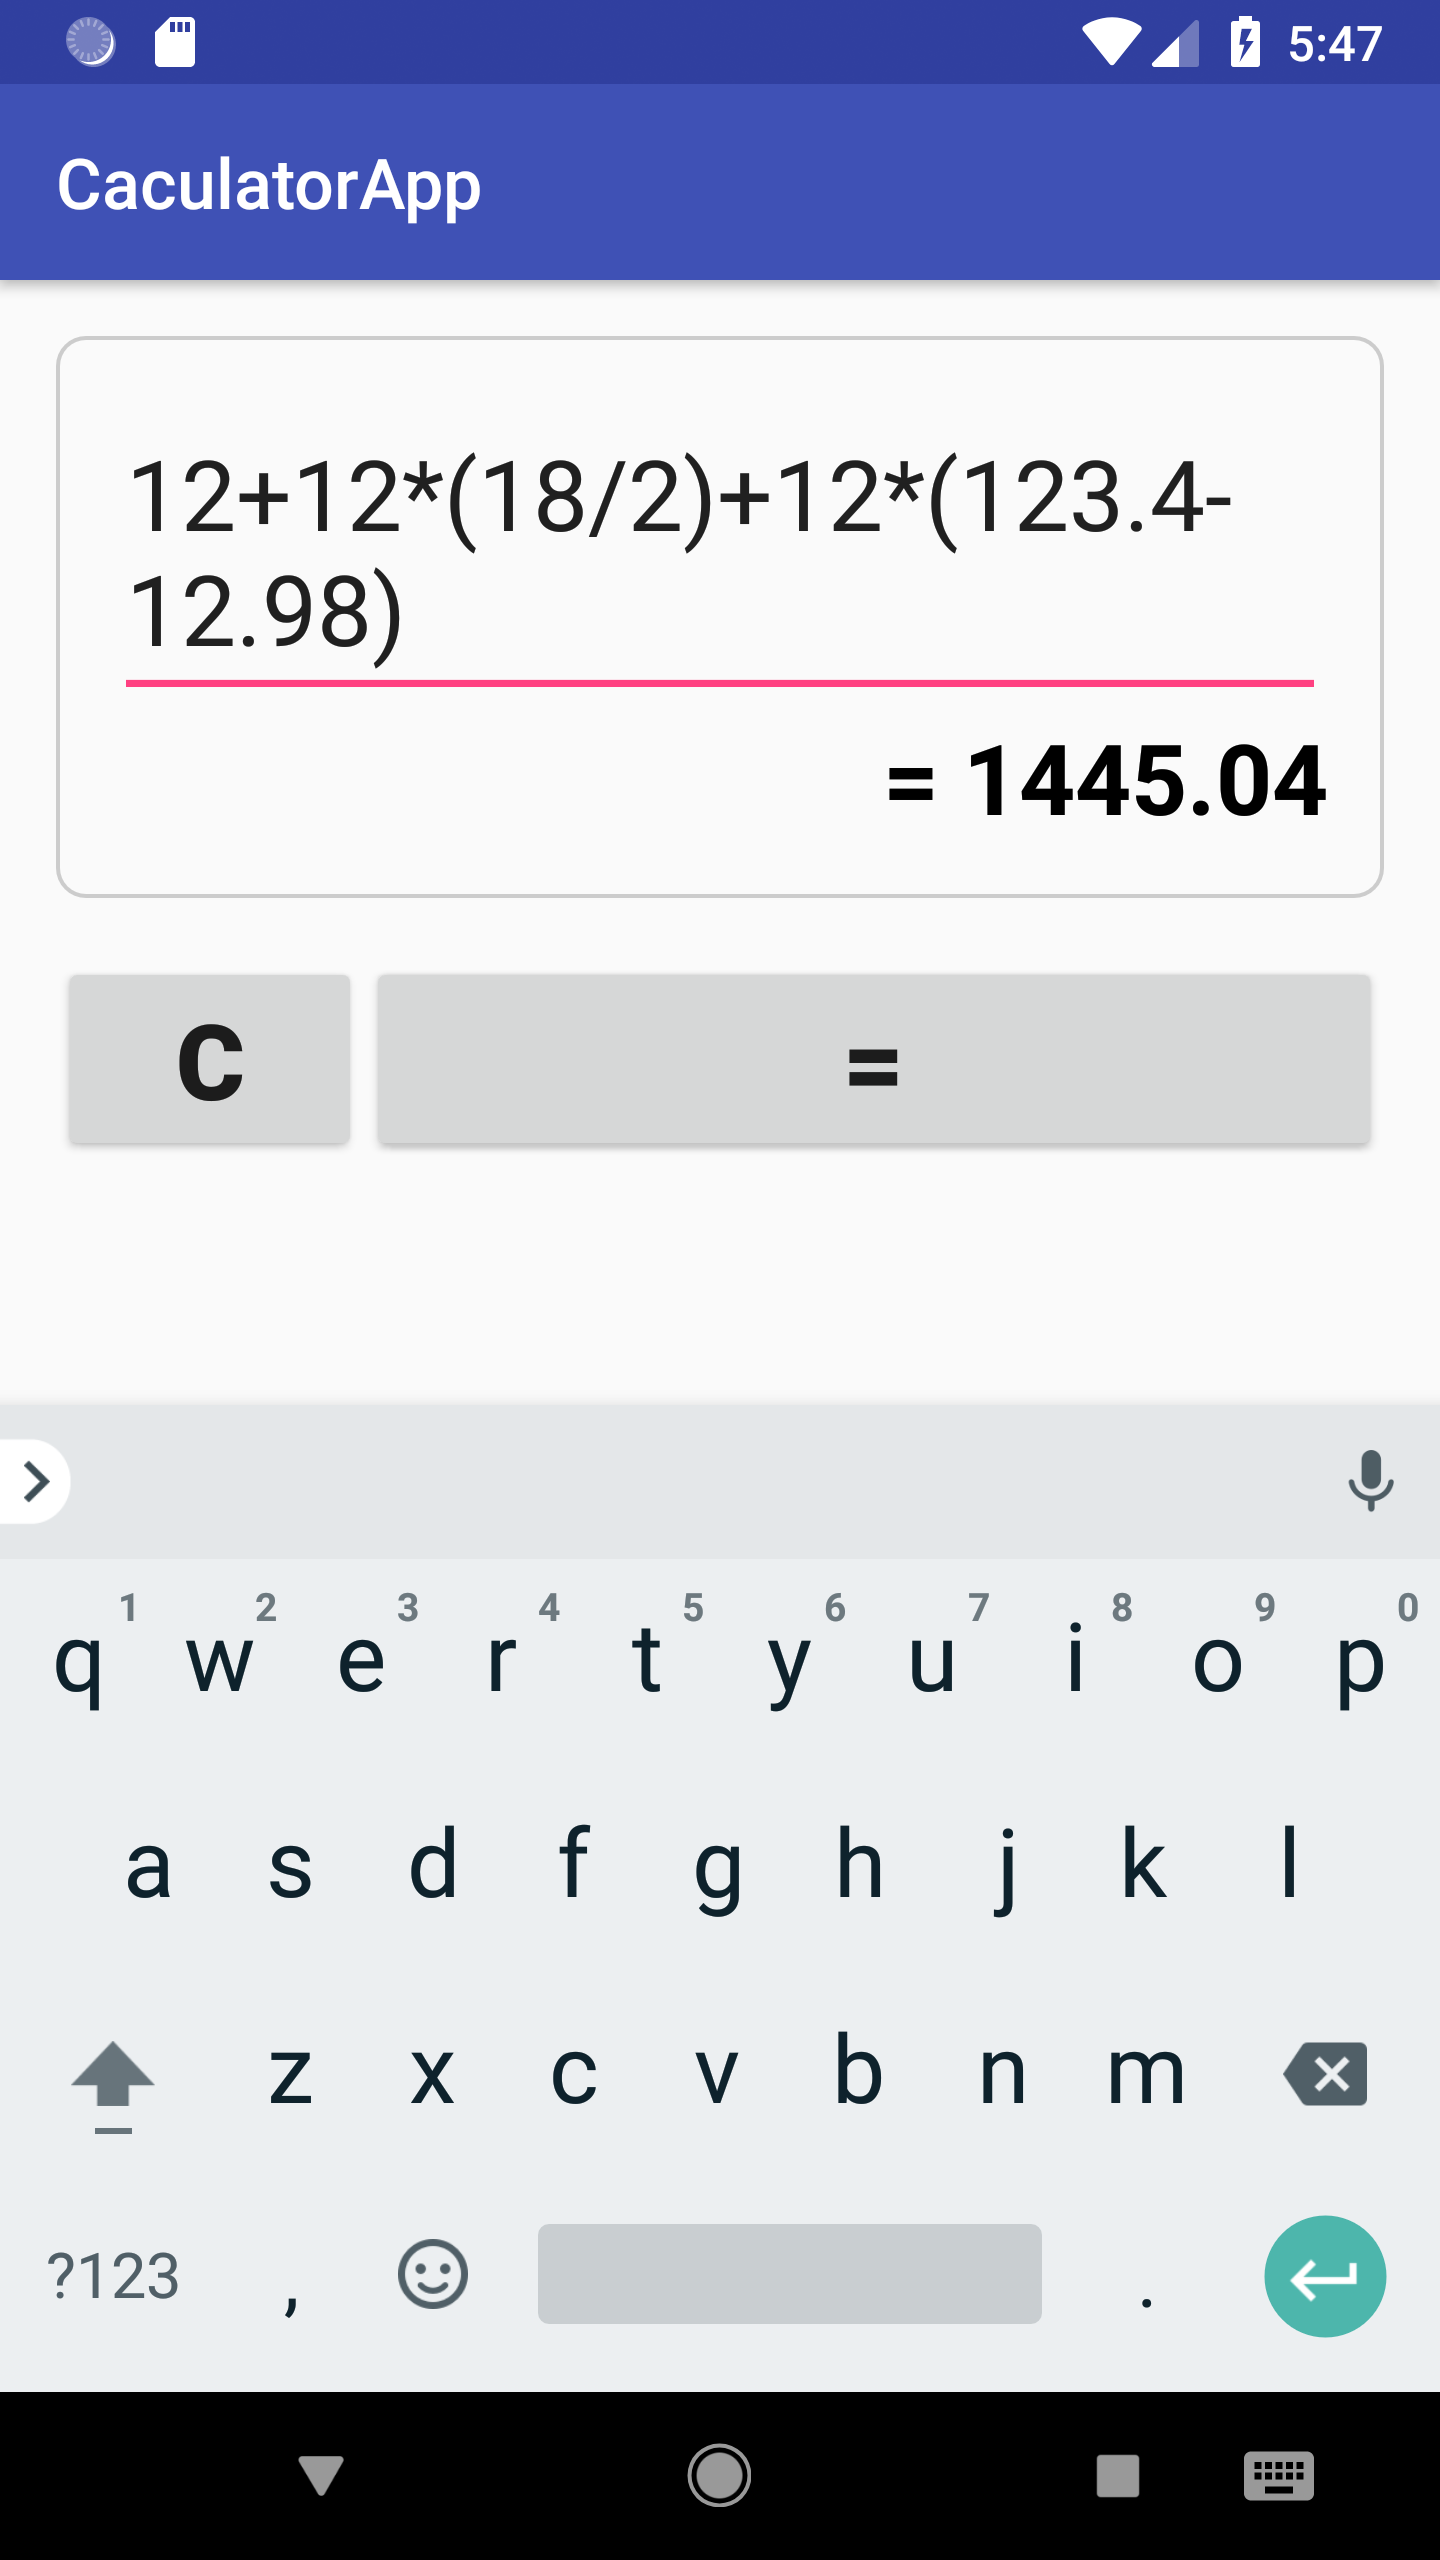 5:47
CaculatorApp
12+12*(18/2)+12*(123.4-
12.98)
= 1445.04
C =
1 2 3 4 5 6 7 8 9 0
q w e r t y u i o p
a s d f g h j k l
z x c v b n m
?123 , .